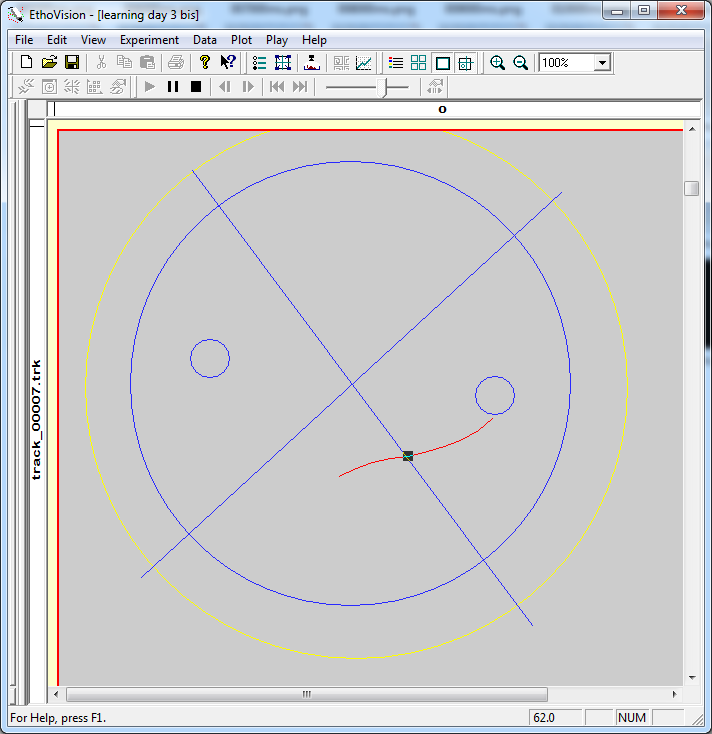 EthoVision - [learning day 3 bis]
File Edit View Experiment Data Plot Play Help
100%
0
track_00007.trk
For Help, press F1.
62.0
NUM